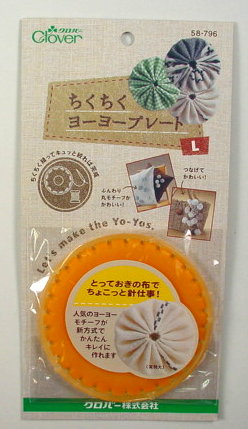 クロバー
Clover
58-796
ちくちく
ヨーヨープレート
L
ちくちく縫ってキュッと絞れば完成
ふんわり
丸モチーフが
かわいい!
つなげて
かわいい!
Let's make the Yo-Yos.
とっておきの布で
ちょこっと針仕事!
人気のヨーヨー
モチーフが
新方式で
かんたん
キレイに
作れます
(実物大)
クロバー株式会社